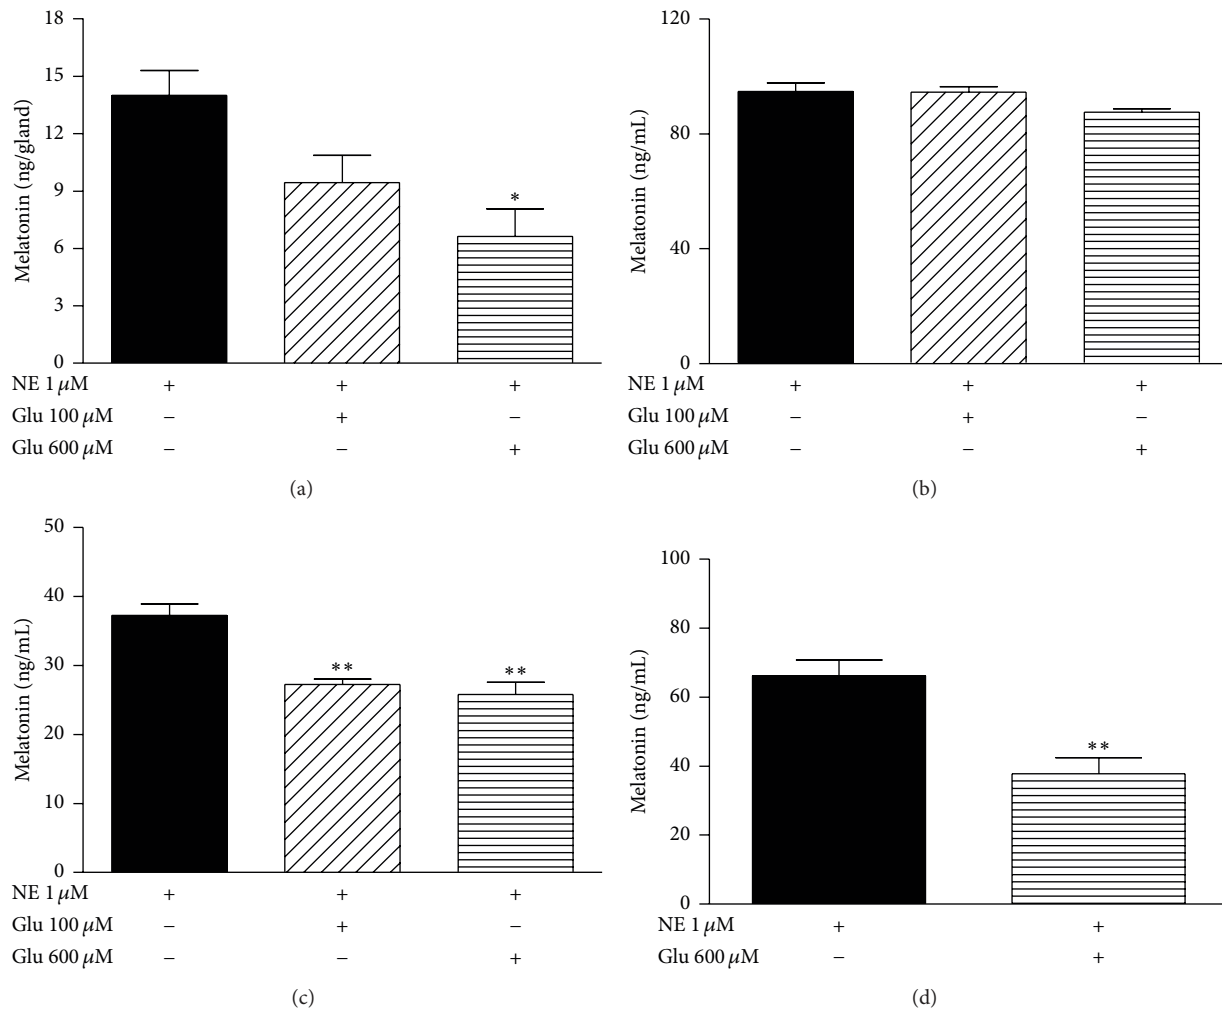 18
15
12
9
6
3
0
Melatonin (ng/gland)
*
NE 1 μM + + +
Glu 100 μM − + −
Glu 600 μM − − +
(a)
120
80
40
0
Melatonin (ng/mL)
NE 1 μM + + +
Glu 100 μM − + −
Glu 600 μM − − +
(b)
50
40
30
20
10
0
Melatonin (ng/mL)
** **
NE 1 μM + + +
Glu 100 μM − + −
Glu 600 μM − − +
(c)
100
80
60
40
20
0
Melatonin (ng/mL)
**
NE 1 μM + +
Glu 600 μM − +
(d)